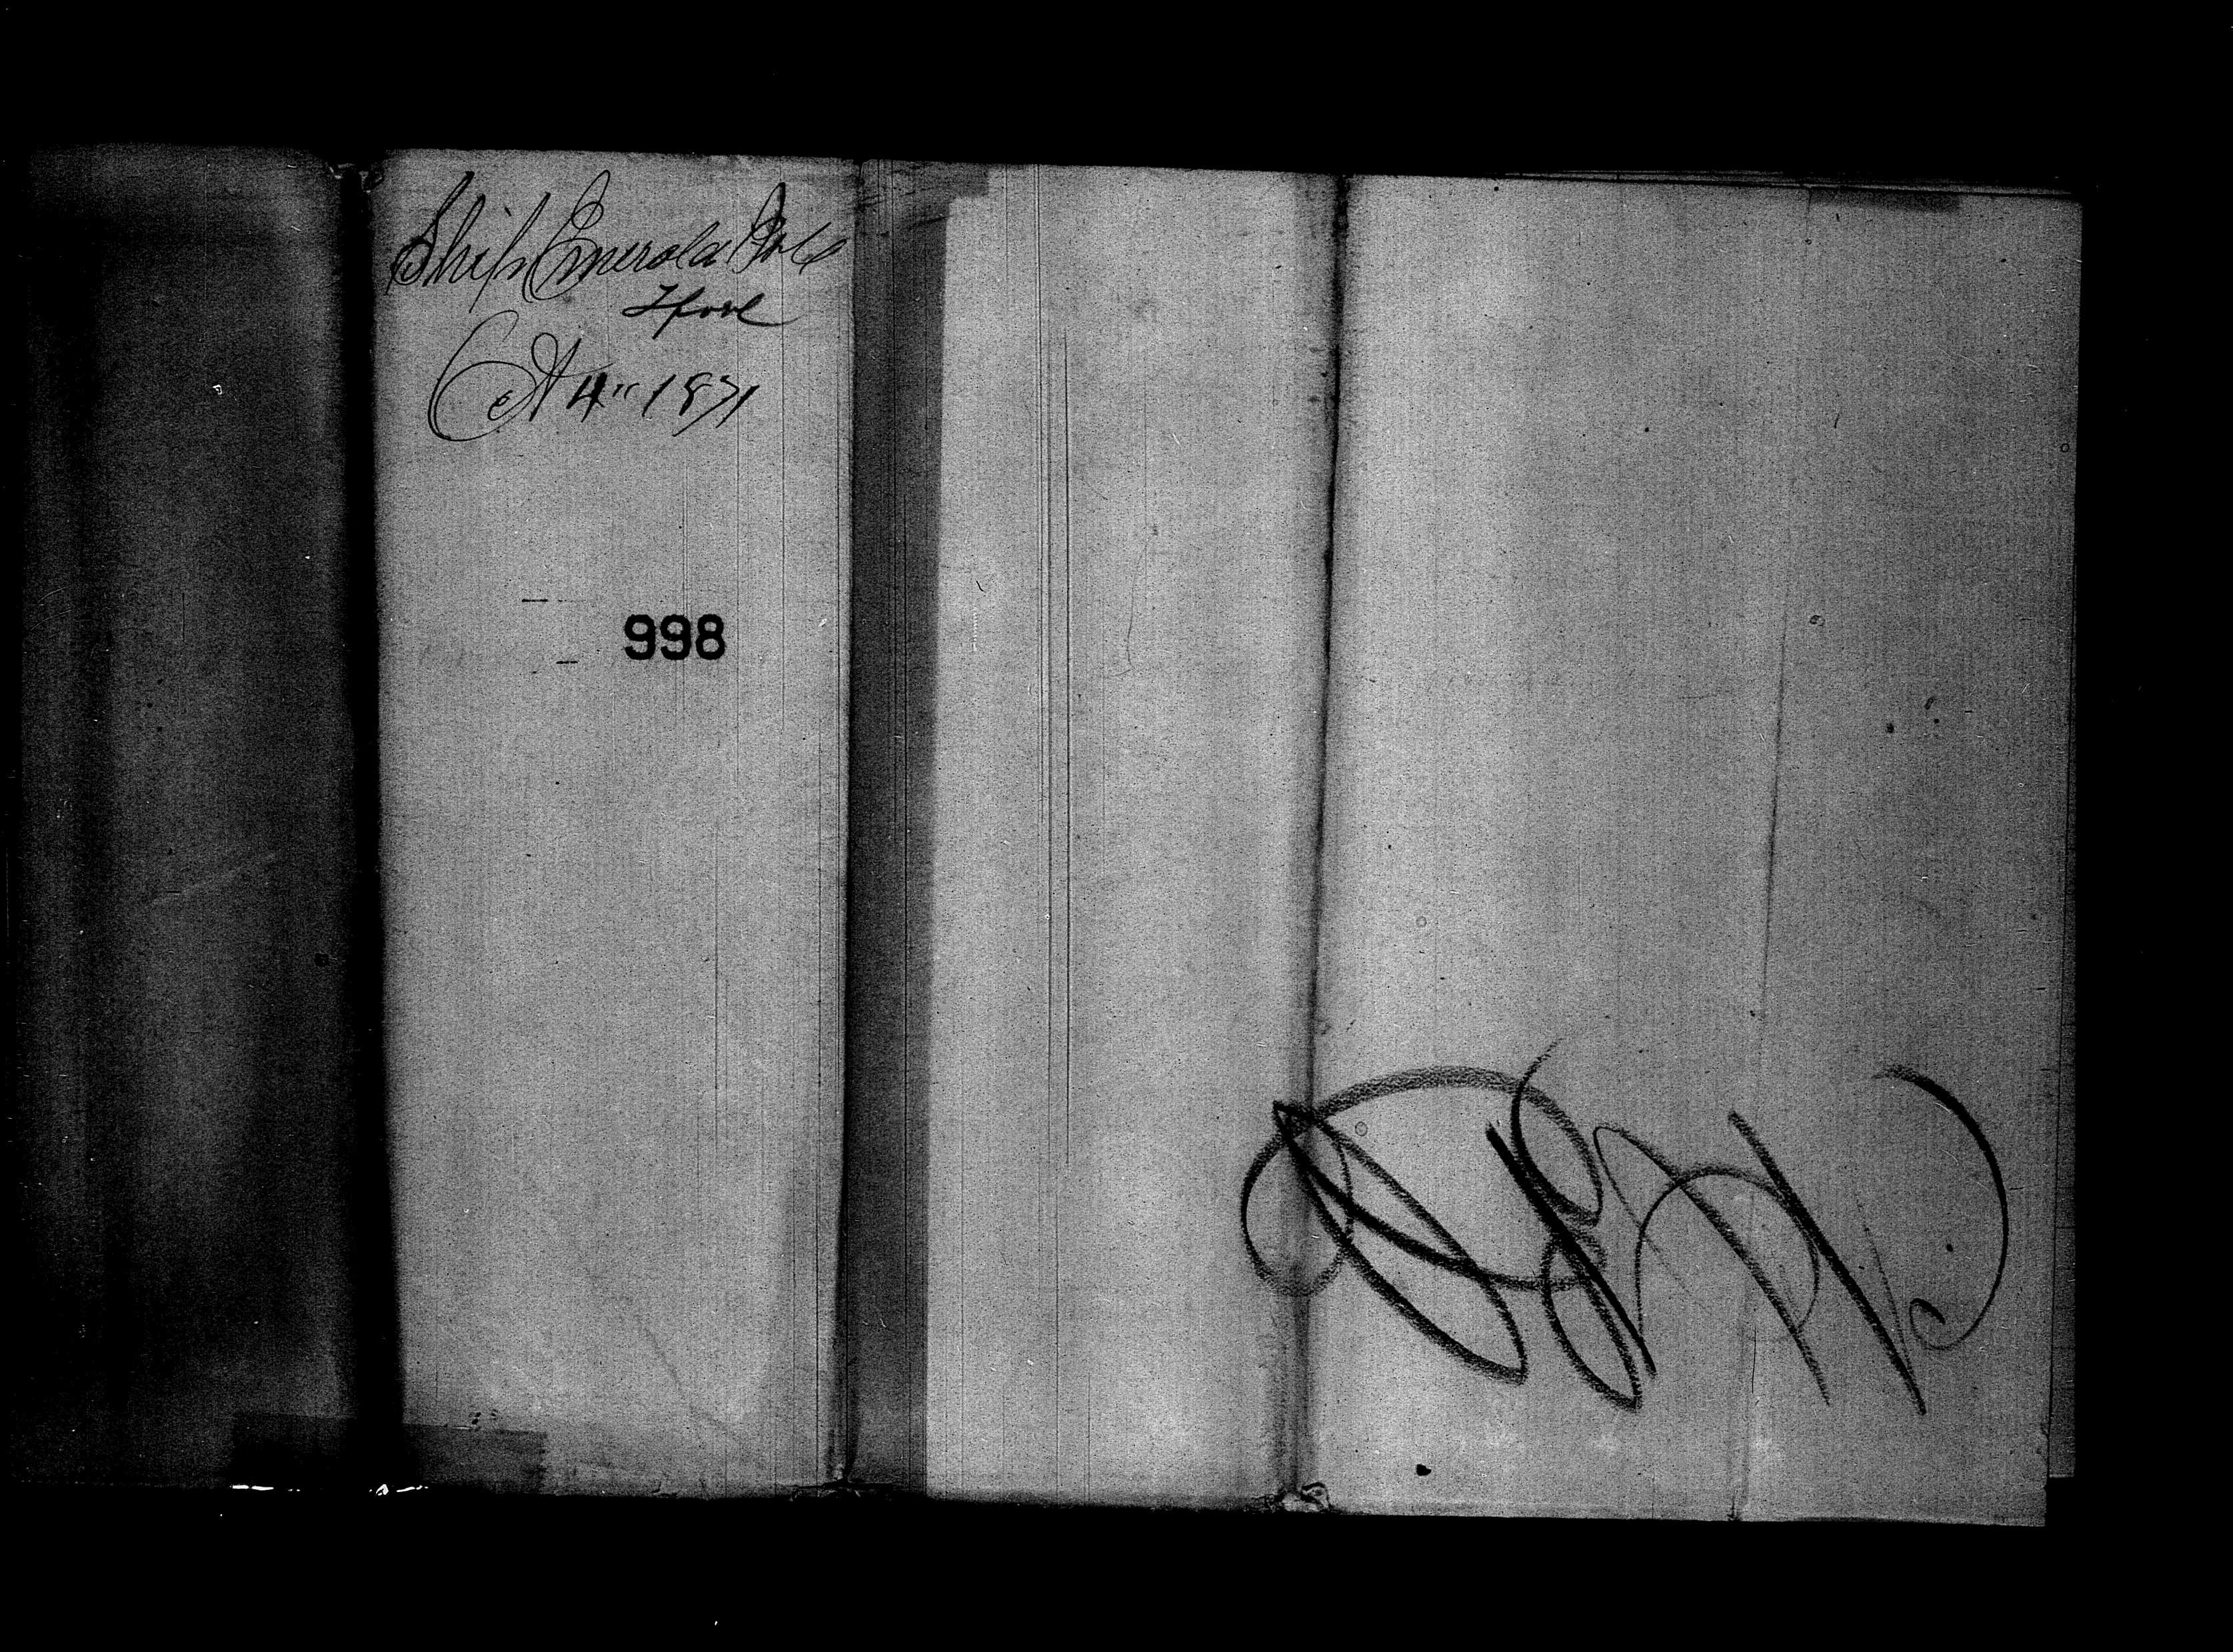 Ship Emerald Isle
Lpool
Oct 4" 1871
998